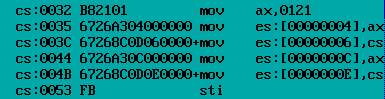 cs:0032 B82101 mov ax,0121
cs:0035 6726A304000000 mov es:[00000004],ax
cs:003C 67268C0D060000+mov es:[00000006],cs
cs:0044 6726A30C000000 mov es:[0000000C],ax
cs:004B 67268C0D0E0000+mov es:[0000000E],cs
cs:0053 FB sti